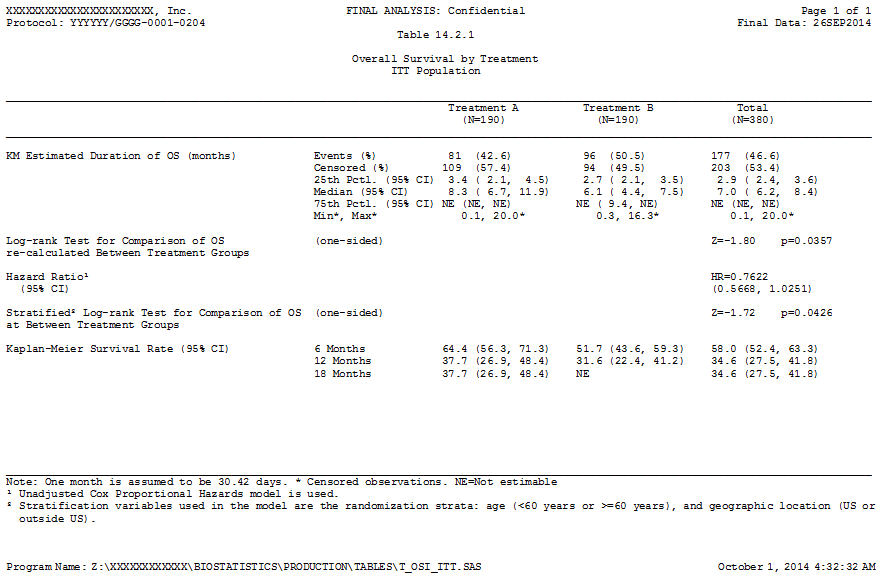 XXXXXXXXXXXXXXXXXXXXXXX, Inc. FINAL ANALYSIS: Confidential Page 1 of 1
Protocol: YYYYYY/GGGG-0001-0204 Final Data: 26SEP2014
Table 14.2.1
Overall Survival by Treatment
ITT Population
Treatment A Treatment B Total
(N=190) (N=190) (N=380)
KM Estimated Duration of OS (months) Events (%) 81 (42.6) 96 (50.5) 177 (46.6)
Censored (%) 109 (57.4) 94 (49.5) 203 (53.4)
25th Pctl. (95% CI) 3.4 ( 2.1, 4.5) 2.7 ( 2.1, 3.5) 2.9 ( 2.4, 3.6)
Median (95% CI) 8.3 ( 6.7, 11.9) 6.1 ( 4.4, 7.5) 7.0 ( 6.2, 8.4)
75th Pctl. (95% CI) NE (NE, NE) NE ( 9.4, NE) NE (NE, NE)
Min*, Max* 0.1, 20.0* 0.3, 16.3* 0.1, 20.0*
Log-rank Test for Comparison of OS (one-sided) Z=-1.80 p=0.0357
re-calculated Between Treatment Groups
Hazard Ratio¹ HR=0.7622
(95% CI) (0.5668, 1.0251)
Stratified² Log-rank Test for Comparison of OS (one-sided) Z=-1.72 p=0.0426
at Between Treatment Groups
Kaplan-Meier Survival Rate (95% CI) 6 Months 64.4 (56.3, 71.3) 51.7 (43.6, 59.3) 58.0 (52.4, 63.3)
12 Months 37.7 (26.9, 48.4) 31.6 (22.4, 41.2) 34.6 (27.5, 41.8)
18 Months 37.7 (26.9, 48.4) NE 34.6 (27.5, 41.8)
Note: One month is assumed to be 30.42 days. * Censored observations. NE=Not estimable
¹ Unadjusted Cox Proportional Hazards model is used.
² Stratification variables used in the model are the randomization strata: age (<60 years or >=60 years), and geographic location (US or
outside US).
Program Name: Z:\XXXXXXXXXXXX\BIOSTATISTICS\PRODUCTION\TABLES\T_OSI_ITT.SAS October 1, 2014 4:32:32 AM